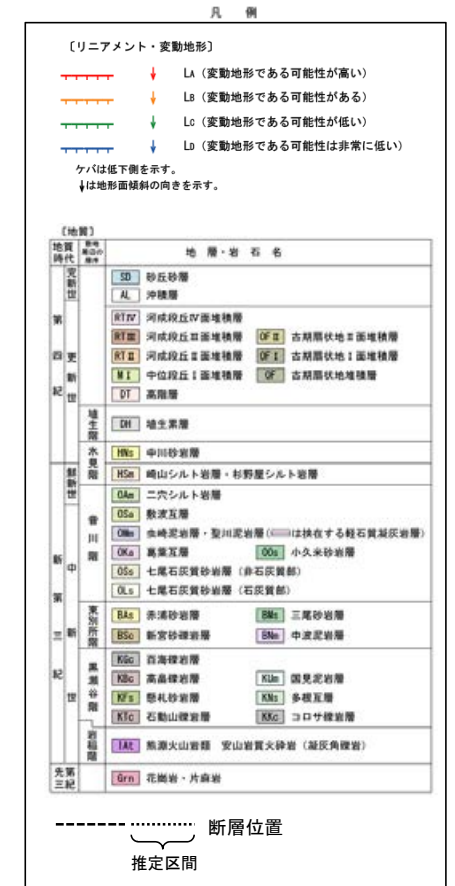 凡 例
〔リニアメント・変動地形〕
LA（変動地形である可能性が高い）
LB（変動地形である可能性がある）
LC（変動地形である可能性が低い）
LD（変動地形である可能性は非常に低い）
ケバは低下側を示す。
↓は地形面傾斜の向きを示す。
〔地質〕
地質時代 地層・岩石名
完新世
SD 砂丘砂層
AL 沖積層
第四紀 更新世
RTⅣ 河成段丘Ⅳ面堆積層
RTⅢ 河成段丘Ⅲ面堆積層 OFⅡ 古期扇状地Ⅱ面堆積層
RTⅡ 河成段丘Ⅱ面堆積層 OFⅠ 古期扇状地Ⅰ面堆積層
MⅠ 中位段丘Ⅰ面堆積層 OF 古期扇状地堆積層
DT 高階層
埴生階
DH 埴生累層
氷見階
HNs 中川砂岩層
鮮新世
HSm 崎山シルト岩層・杉野屋シルト岩層
新第三紀 中新世
音川階
OAm 二穴シルト岩層
OSa 敷波互層
OMm 虫崎泥岩層・聖川泥岩層（は挟在する軽石質凝灰岩層）
OKa 葛葉互層 OOs 小久米砂岩層
OSs 七尾石灰質砂岩層（非石灰質部）
OLs 七尾石灰質砂岩層（石灰質部）
東別所階
BAs 赤浦砂岩層 BMs 三尾砂岩層
BSc 新宮砂礫岩層 BNm 中波泥岩層
黒瀬谷階
KGc 百海礫岩層
KBc 高畠礫岩層 KUm 国見泥岩層
KFs 懸札砂岩層 KNs 多根互層
KTc 石動山礫岩層 KKc コロサ礫岩層
岩稲階
IAt 熊淵火山岩類 安山岩質火砕岩（凝灰角礫岩）
先第三紀
Grn 花崗岩・片麻岩
断層位置
推定区間